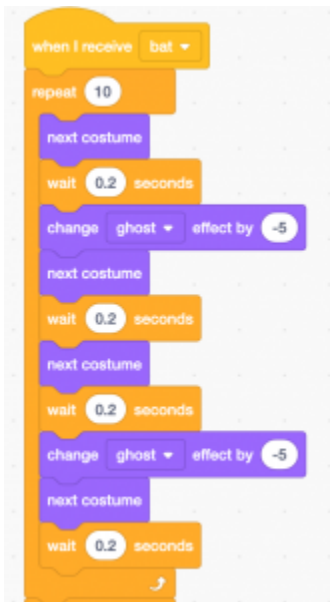 when I receive bat
repeat 10
next costume
wait 0.2 seconds
change ghost effect by -5
next costume
wait 0.2 seconds
next costume
wait 0.2 seconds
change ghost effect by -5
next costume
wait 0.2 seconds